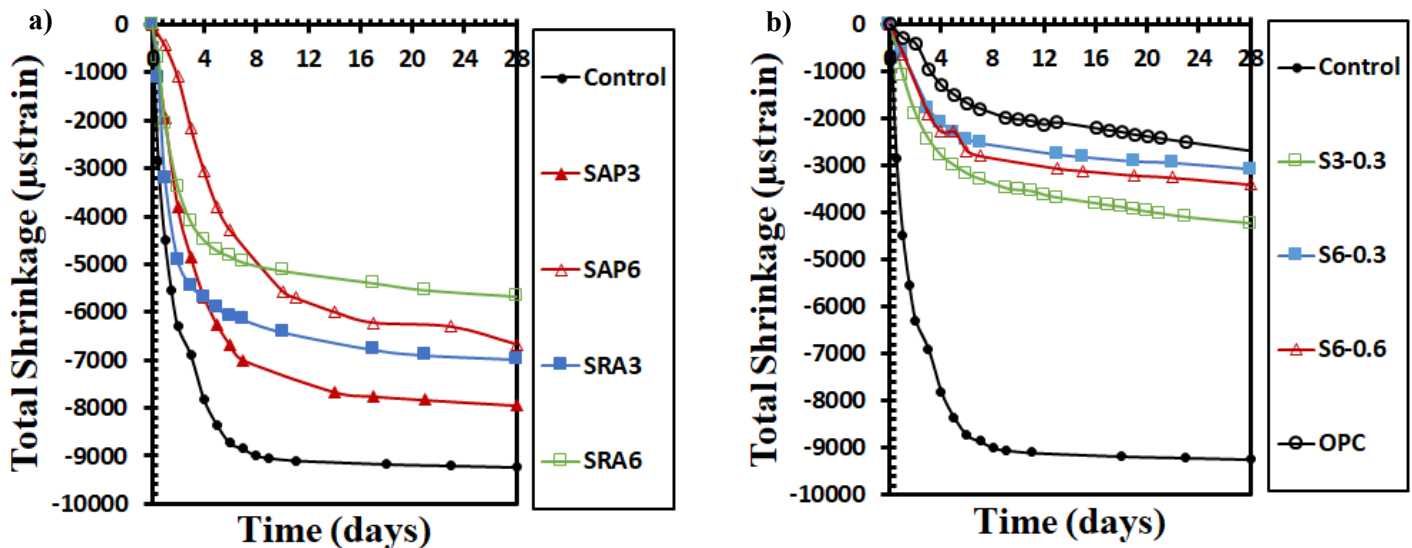 a)
Total Shrinkage (µstrain)
0
-1000
-2000
-3000
-4000
-5000
-6000
-7000
-8000
-9000
-10000
0 4 8 12 16 20 24 28
Time (days)
Control
SAP3
SAP6
SRA3
SRA6
b)
Total Shrinkage (µstrain)
0
-1000
-2000
-3000
-4000
-5000
-6000
-7000
-8000
-9000
-10000
0 4 8 12 16 20 24 28
Time (days)
Control
S3-0.3
S6-0.3
S6-0.6
OPC